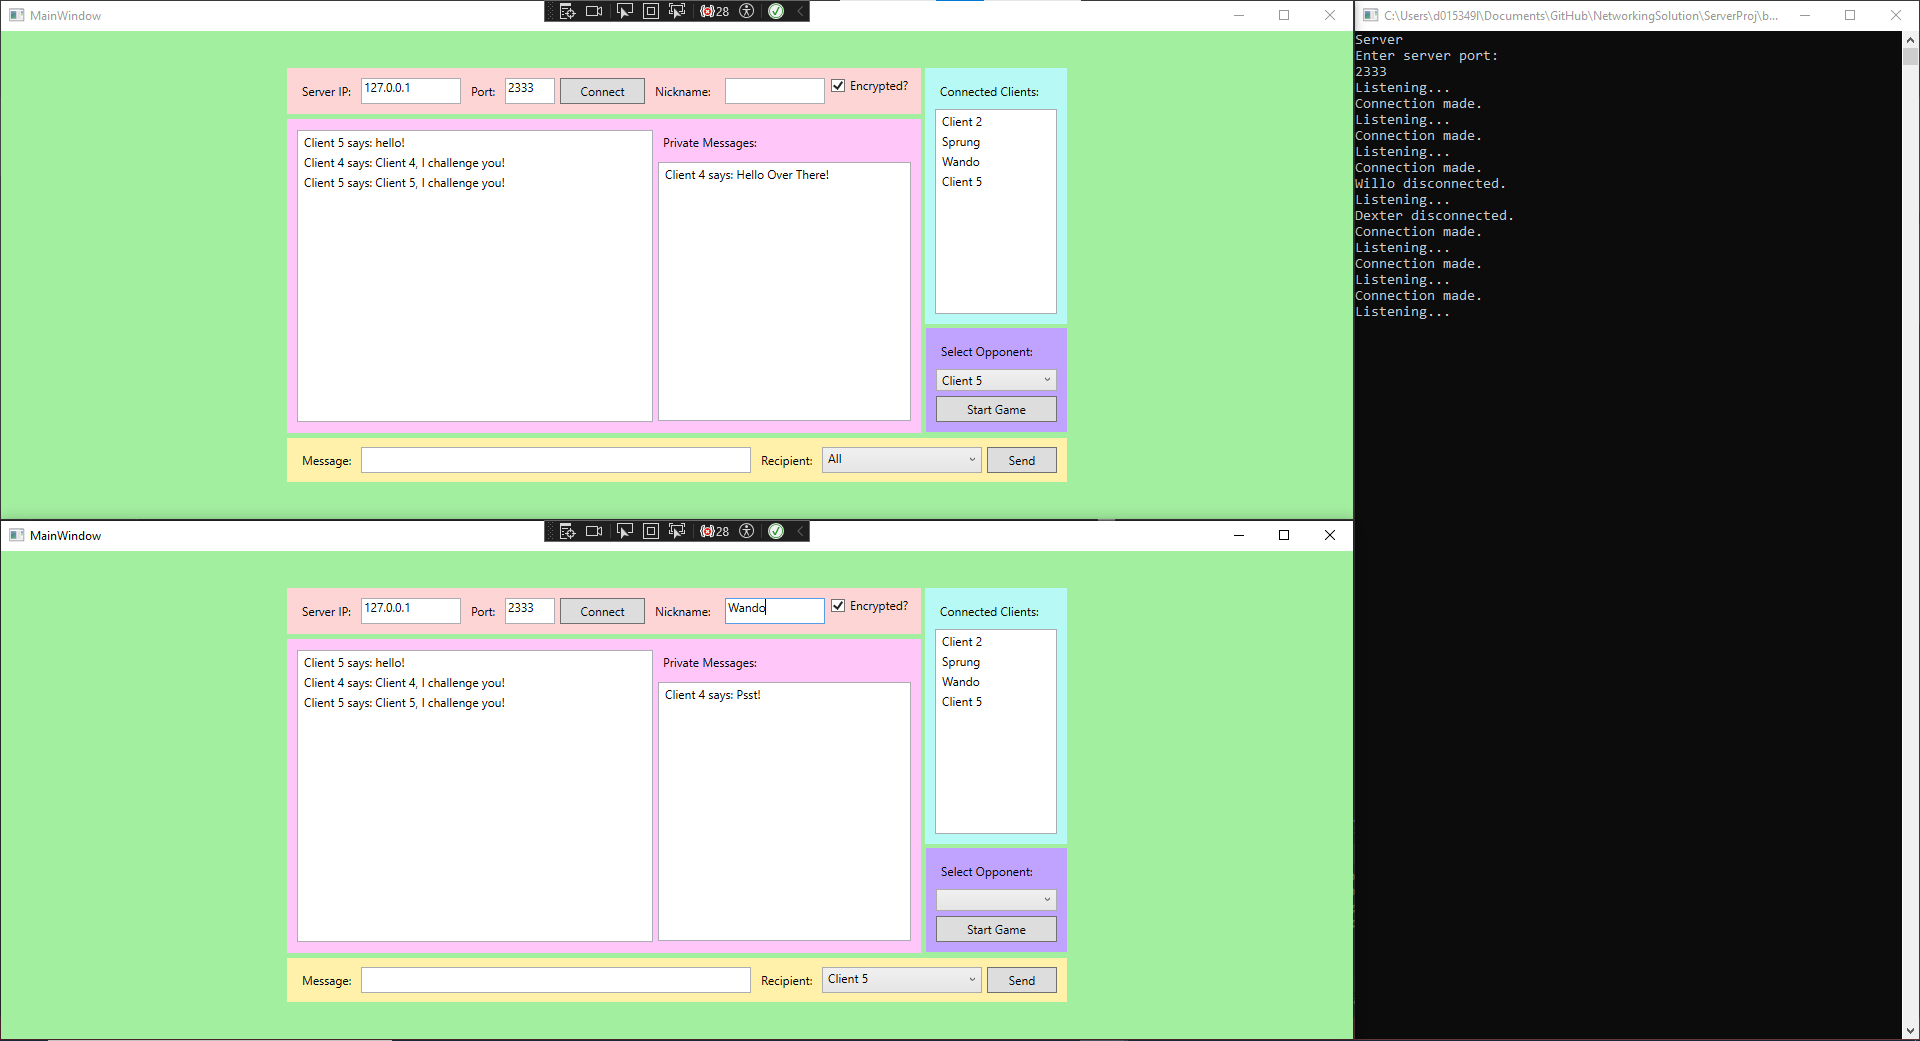 MainWindow
28
Server IP: 127.0.0.1 Port: 2333 Connect Nickname: Encrypted?
Client 5 says: hello!
Client 4 says: Client 4, I challenge you!
Client 5 says: Client 5, I challenge you!
Private Messages:
Client 4 says: Hello Over There!
Connected Clients:
Client 2
Sprung
Wando
Client 5
Select Opponent:
Client 5
Start Game
Message: Recipient: All Send
MainWindow
28
Server IP: 127.0.0.1 Port: 2333 Connect Nickname: Wando Encrypted?
Client 5 says: hello!
Client 4 says: Client 4, I challenge you!
Client 5 says: Client 5, I challenge you!
Private Messages:
Client 4 says: Psst!
Connected Clients:
Client 2
Sprung
Wando
Client 5
Select Opponent:
Start Game
Message: Recipient: Client 5 Send
C:\Users\d015349l\Documents\GitHub\NetworkingSolution\ServerProj\b...
Server
Enter server port:
2333
Listening...
Connection made.
Listening...
Connection made.
Listening...
Connection made.
Willo disconnected.
Listening...
Dexter disconnected.
Connection made.
Listening...
Connection made.
Listening...
Connection made.
Listening...